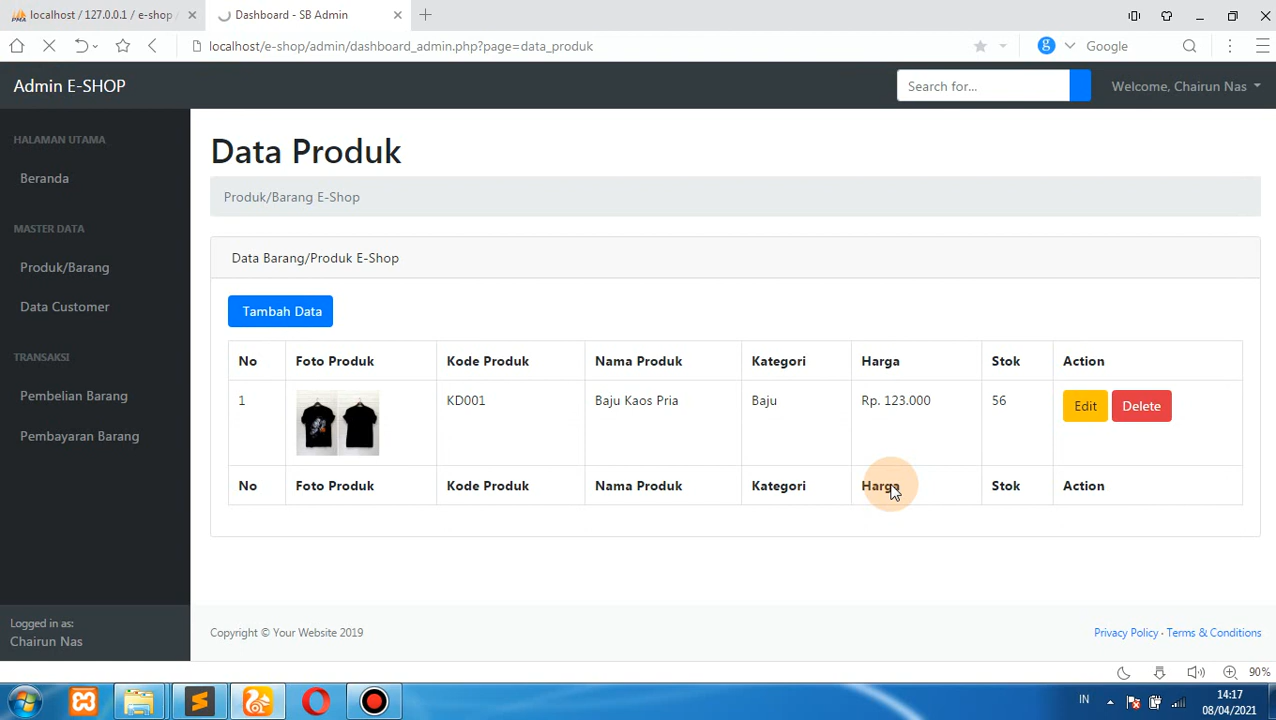 localhost / 127.0.0.1 / e-shop
Dashboard - SB Admin
localhost/e-shop/admin/dashboard_admin.php?page=data_produk
Google
Admin E-SHOP
Search for...
Welcome, Chairun Nas
HALAMAN UTAMA
Beranda
MASTER DATA
Produk/Barang
Data Customer
TRANSAKSI
Pembelian Barang
Pembayaran Barang
Logged in as:
Chairun Nas
Data Produk
Produk/Barang E-Shop
Data Barang/Produk E-Shop
Tambah Data
No Foto Produk Kode Produk Nama Produk Kategori Harga Stok Action
1 KD001 Baju Kaos Pria Baju Rp. 123.000 56 Edit Delete
No Foto Produk Kode Produk Nama Produk Kategori Harga Stok Action
Copyright © Your Website 2019
Privacy Policy · Terms & Conditions
90%
IN
14:17
08/04/2021